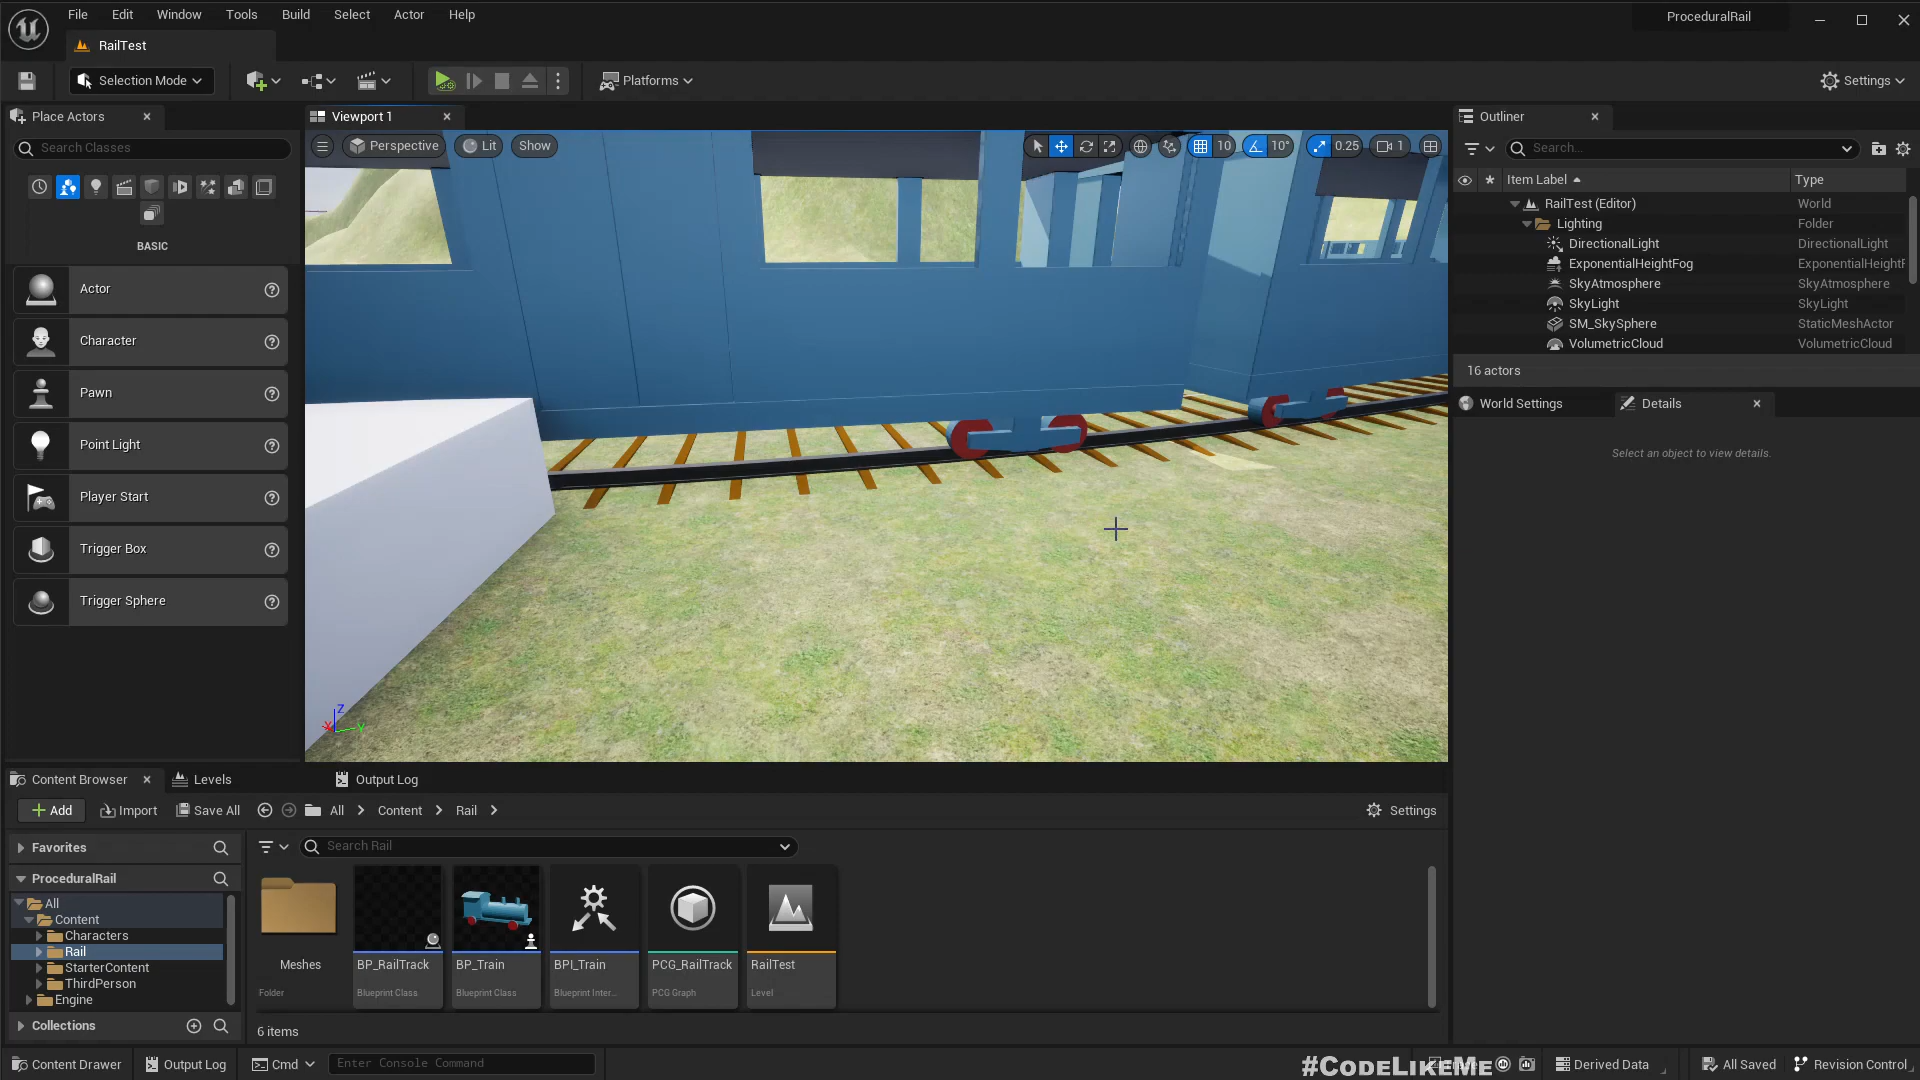 File Edit Window Tools Build Select Actor Help
ProceduralRail
RailTest
Selection Mode
Platforms
Settings
Place Actors
Viewport 1
Outliner
Search Classes
Perspective Lit Show
10 10° 0.25 1
Search...
Item Label Type
BASIC
RailTest (Editor) World
Lighting Folder
DirectionalLight DirectionalLight
ExponentialHeightFog ExponentialHeightF
SkyAtmosphere SkyAtmosphere
SkyLight SkyLight
SM_SkySphere StaticMeshActor
VolumetricCloud VolumetricCloud
16 actors
Actor
Character
Pawn
Point Light
Player Start
Trigger Box
Trigger Sphere
World Settings Details
Select an object to view details.
Z
X Y
Content Browser Levels Output Log
Add Import Save All All Content Rail Settings
Favorites
Search Rail
ProceduralRail
All
Content
Characters
Rail
StarterContent
ThirdPerson
Engine
Collections
Meshes BP_RailTrack BP_Train BPI_Train PCG_RailTrack RailTest
Folder Blueprint Class Blueprint Class Blueprint Inter... PCG Graph Level
6 items
Content Drawer Output Log Cmd Enter Console Command
#CodeLikeMe
Derived Data All Saved Revision Control